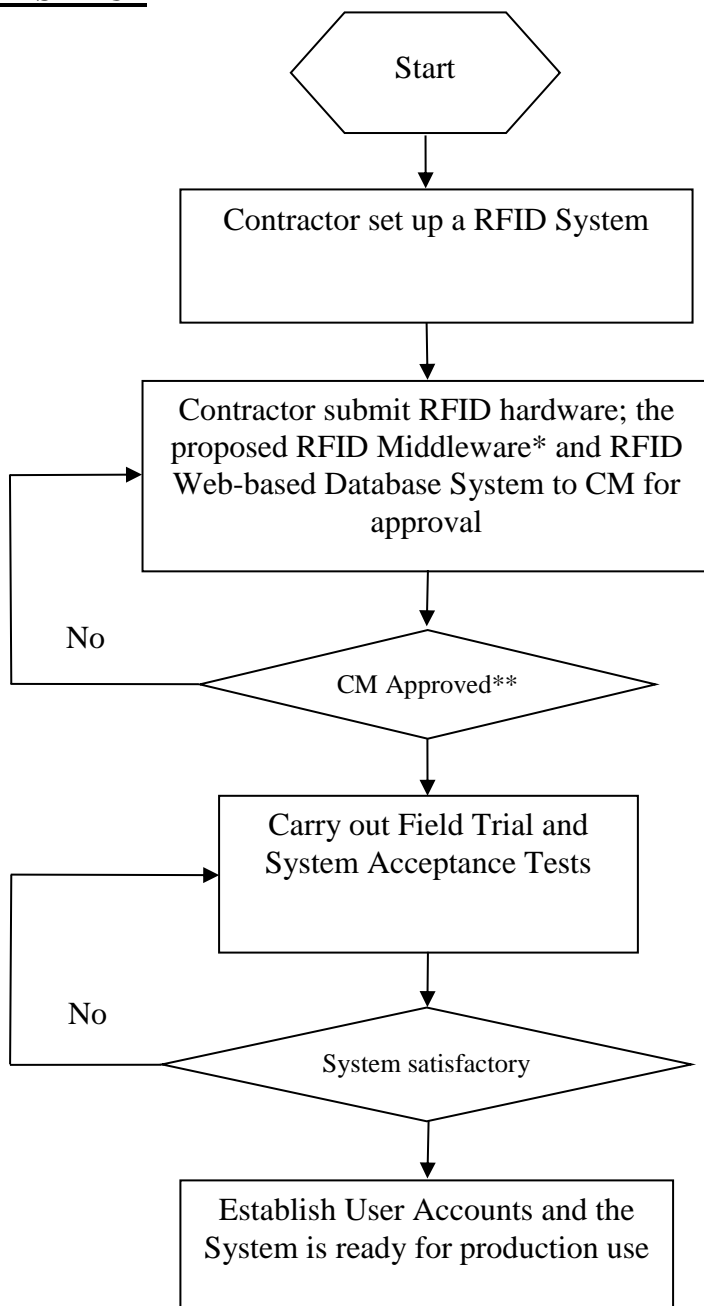 Start
Contractor set up a RFID System
Contractor submit RFID hardware; the
proposed RFID Middleware* and RFID
Web-based Database System to CM for
approval
No
CM Approved**
Carry out Field Trial and
System Acceptance Tests
No
System satisfactory
Establish User Accounts and the
System is ready for production use